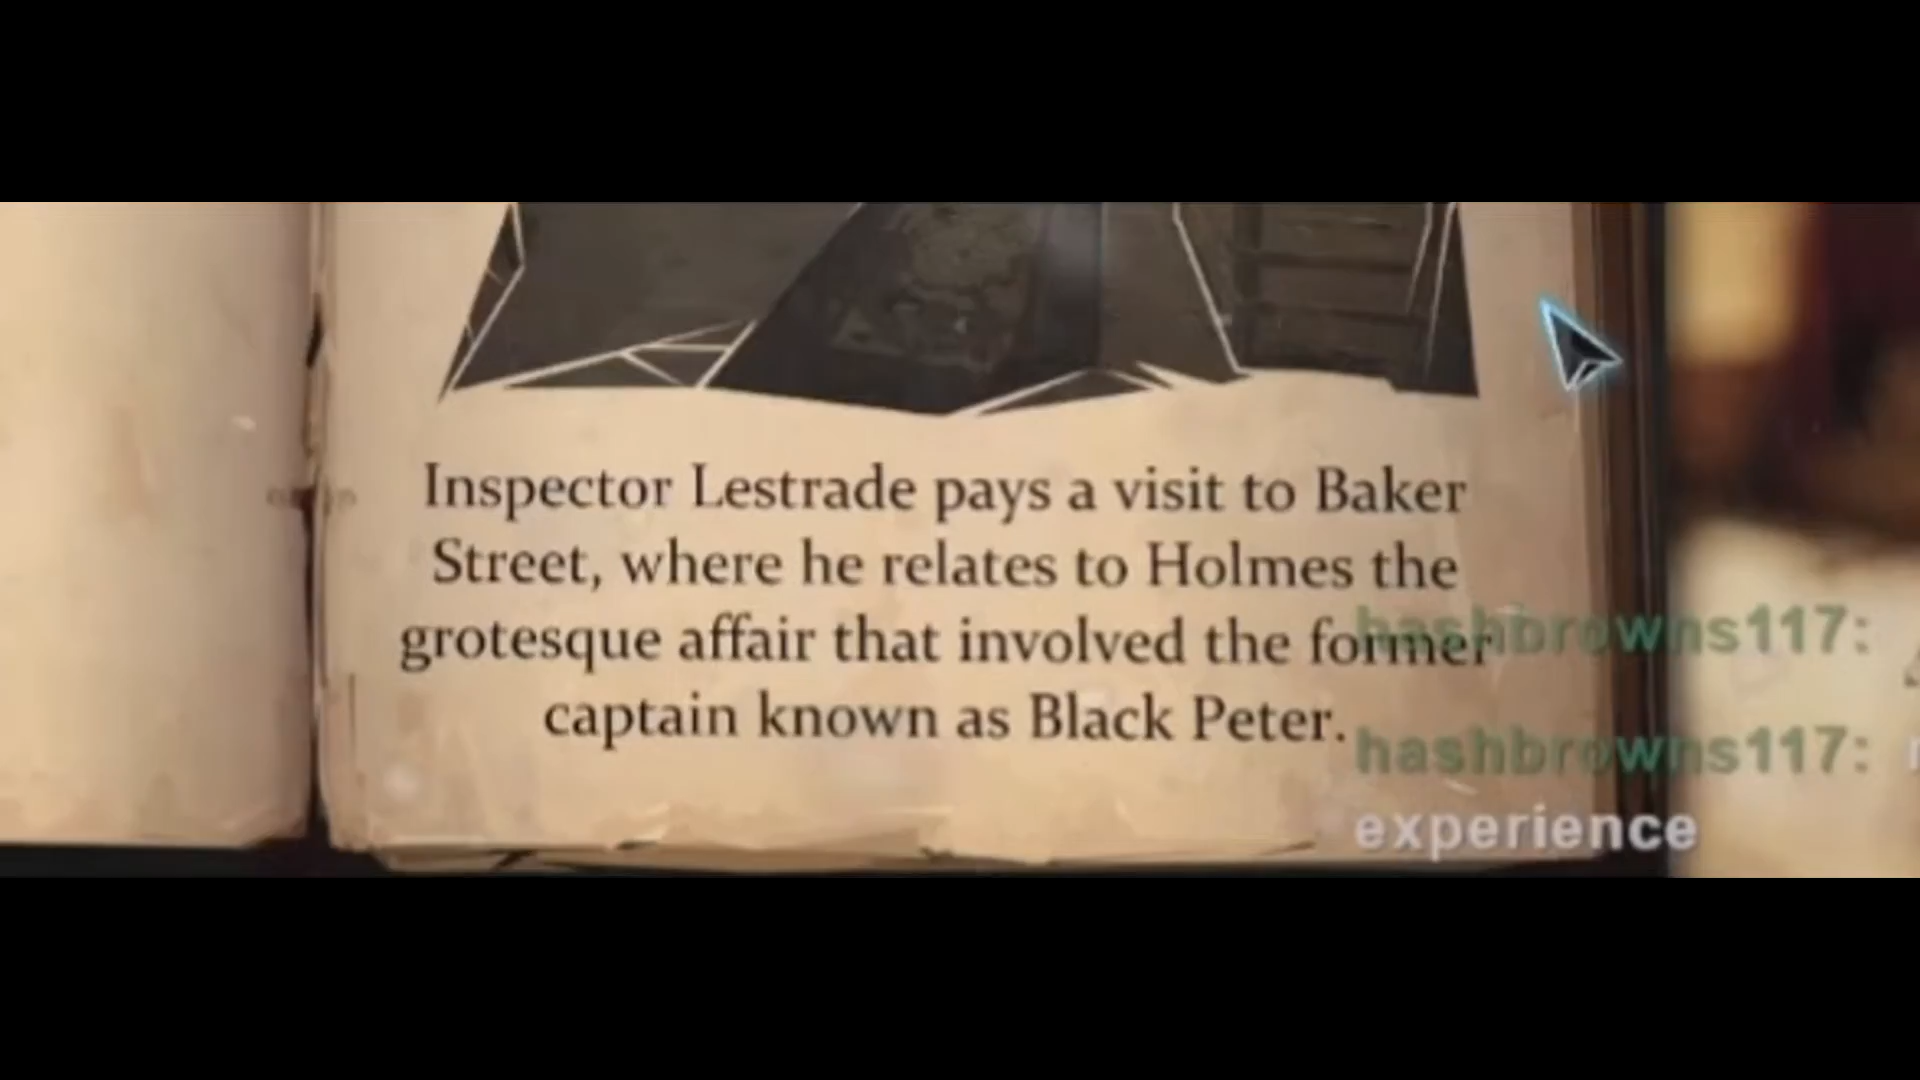 Inspector Lestrade pays a visit to Baker
Street, where he relates to Holmes the
grotesque affair that involved the former
captain known as Black Peter.
hashbrowns117:
hashbrowns117:
experience